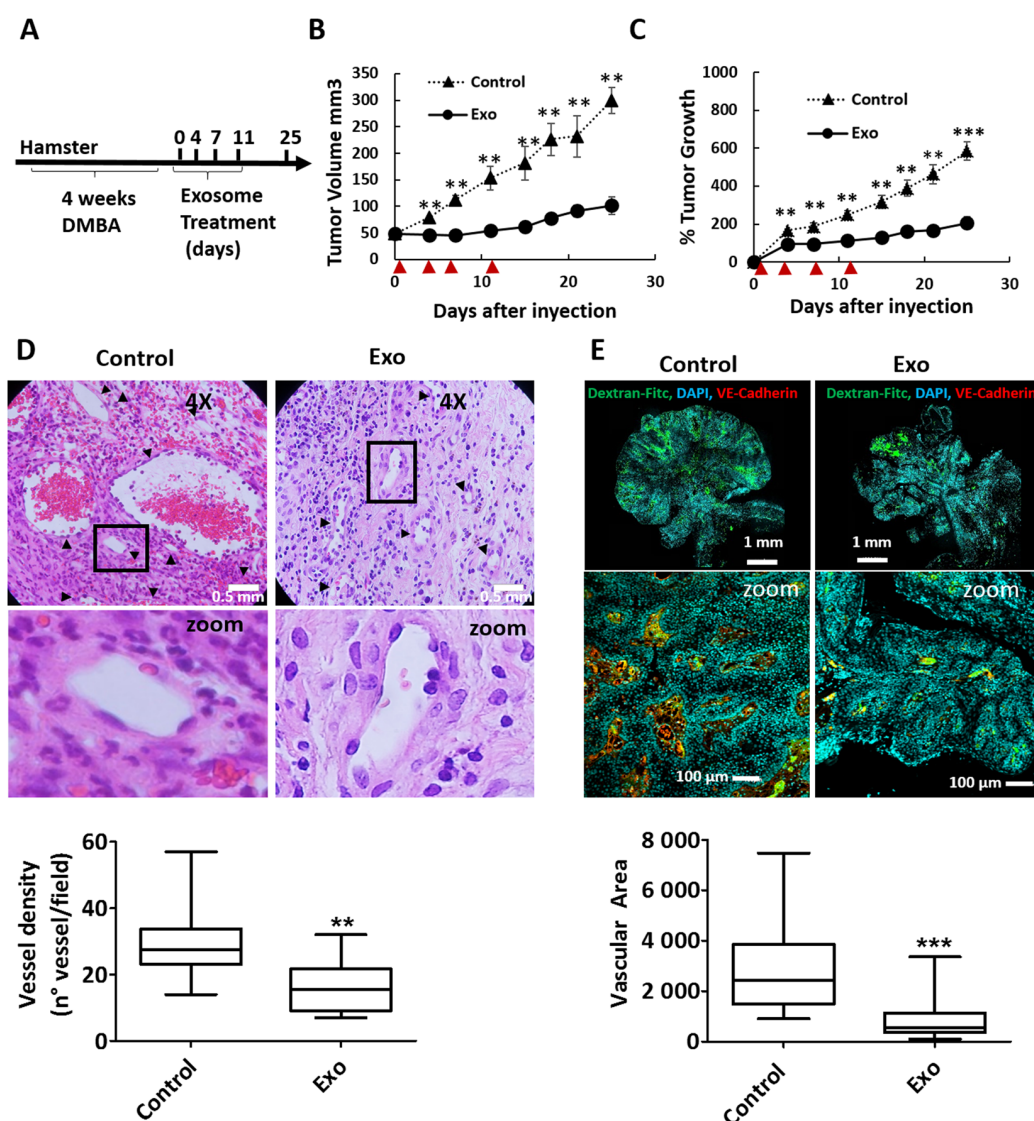 A
Hamster
0 4 7 11 25
4 weeks
DMBA
Exosome
Treatment
(days)
B
Tumor Volume mm3
350
300
250
200
150
100
50
0
Control
Exo
**
**
**
**
**
**
**
0 10 20 30
Days after inyection
C
% Tumor Growth
1000
800
600
400
200
0
Control
Exo
**
**
**
**
**
**
***
0 10 20 30
Days after inyection
D
Control Exo
4X
0.5 mm
4X
0.5 mm
zoom
zoom
Vessel density
(n° vessel/field)
60
40
20
0
**
Control
Exo
E
Control Exo
Dextran-Fitc, DAPI, VE-Cadherin
1 mm
Dextran-Fitc, DAPI, VE-Cadherin
1 mm
zoom
100 µm
zoom
100 µm
Vascular Area
8 000
6 000
4 000
2 000
0
***
Control
Exo